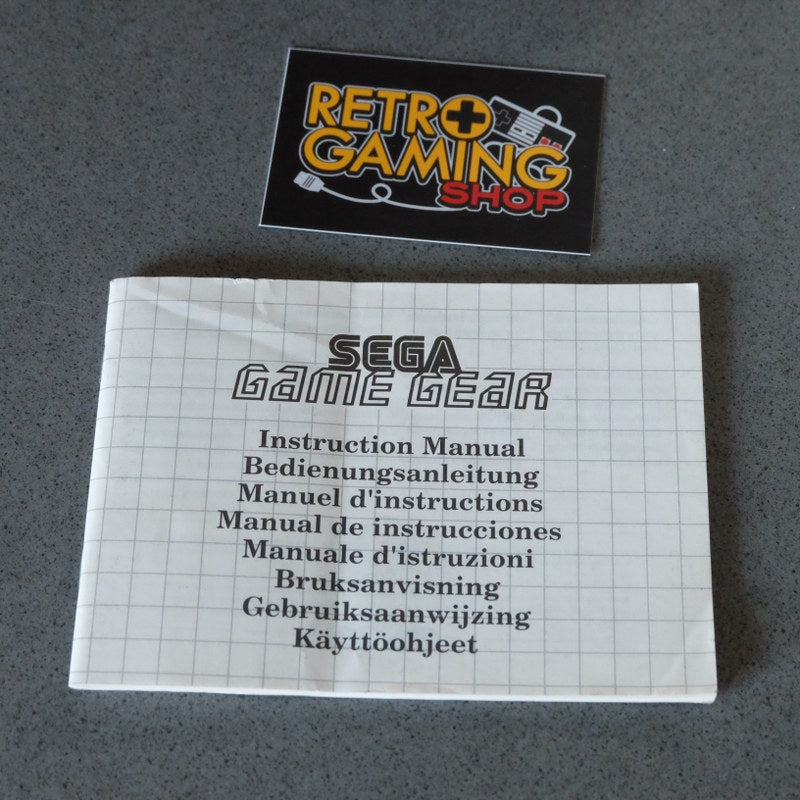 RETRO
GAMING
SHOP
SEGA
GAME GEAR
Instruction Manual
Bedienungsanleitung
Manuel d'instructions
Manual de instrucciones
Manuale d'istruzioni
Bruksanvisning
Gebruiksaanwijzing
Käyttöohjeet